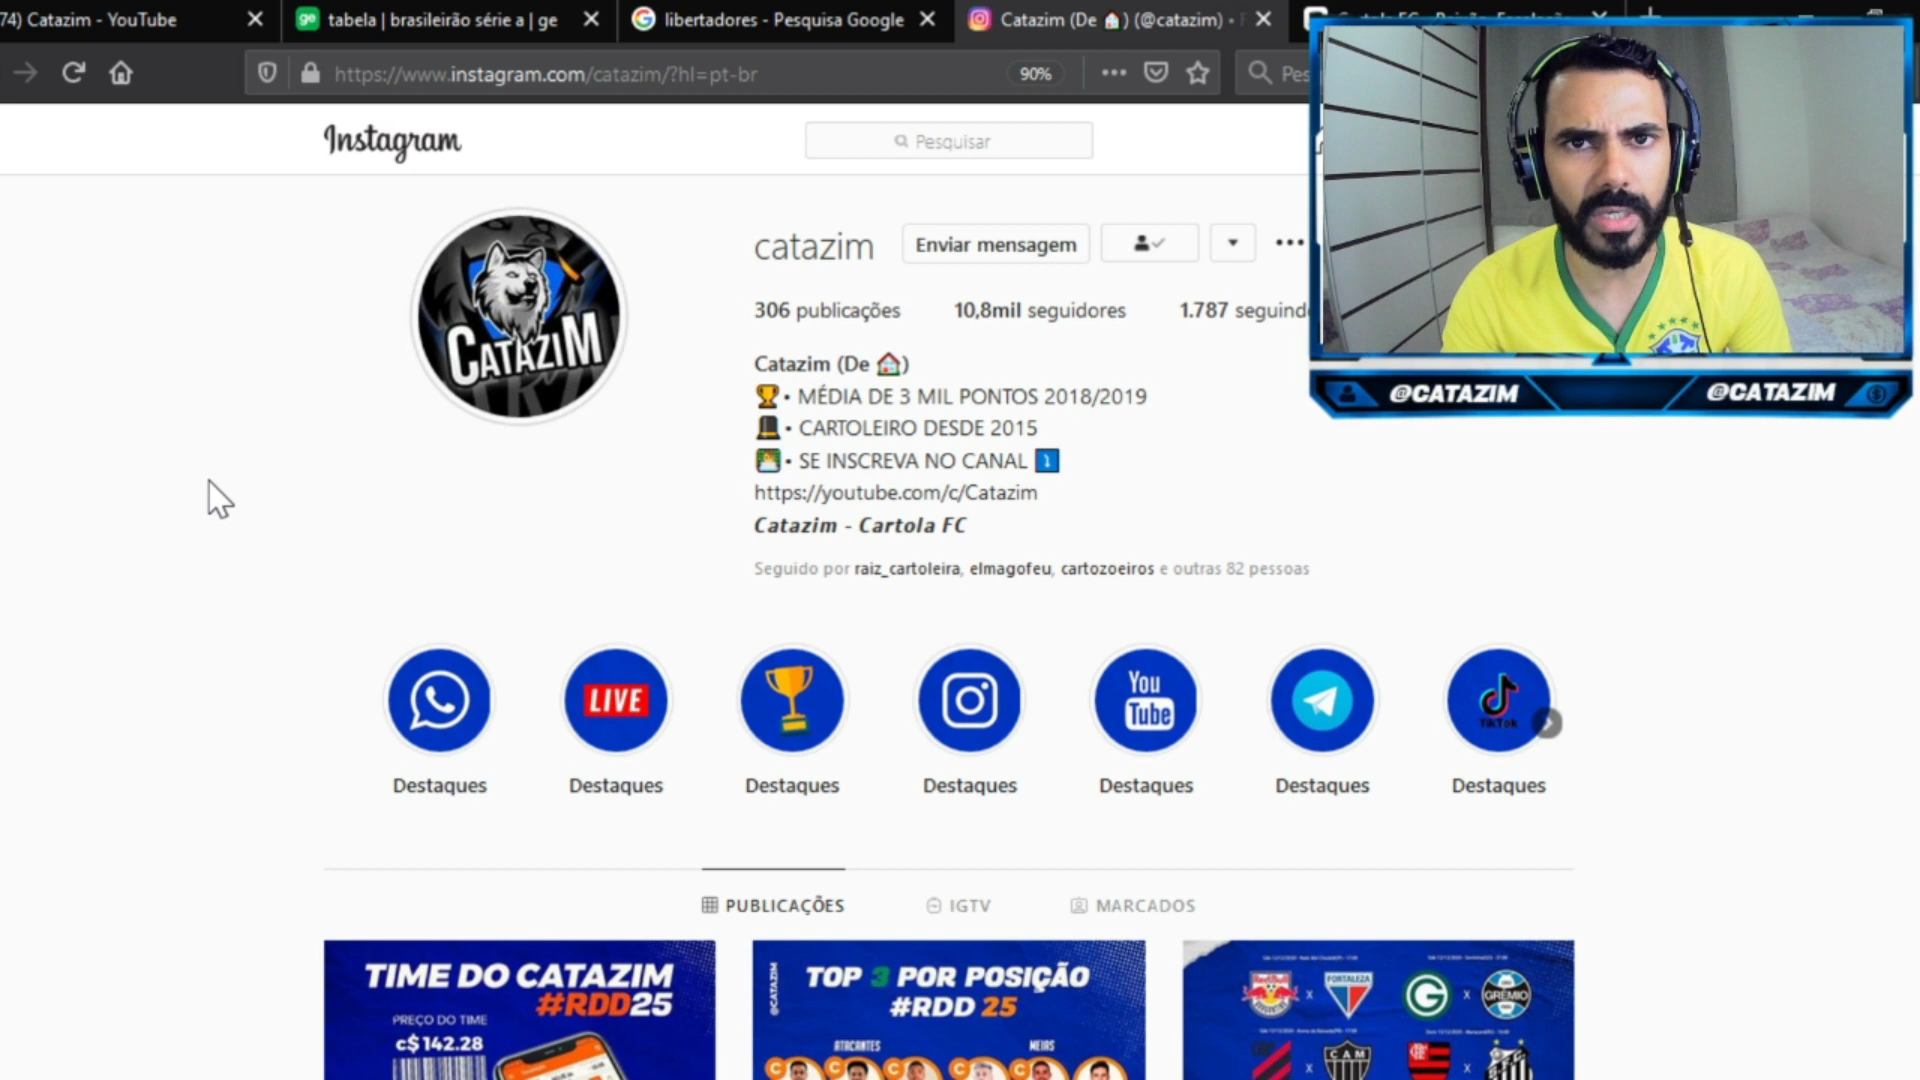 74) Catazim - YouTube
ge tabela | brasileirão série a | ge
libertadores - Pesquisa Google
Catazim (De 🏠) (@catazim) •
https://www.instagram.com/catazim/?hl=pt-br
90%
Pes
Instagram
Pesquisar
CATAZIM
catazim
Enviar mensagem
306 publicações
10,8mil seguidores
1.787 seguind
Catazim (De 🏠)
🏆• MÉDIA DE 3 MIL PONTOS 2018/2019
🎩• CARTOLEIRO DESDE 2015
• SE INSCREVA NO CANAL ⤵
https://youtube.com/c/Catazim
Catazim - Cartola FC
Seguido por raiz_cartoleira, elmagofeu, cartozoeiros e outras 82 pessoas
@CATAZIM
@CATAZIM
LIVE
You
Tube
TikTok
Destaques
Destaques
Destaques
Destaques
Destaques
Destaques
Destaques
PUBLICAÇÕES
IGTV
MARCADOS
TIME DO CATAZIM
#RDD25
PREÇO DO TIME
c$ 142.28
@CATAZIM
TOP 3 POR POSIÇÃO
#RDD 25
ATACANTES
MEIAS
FORTALEZA
X
G
X
GRÊMIO
X
CAM
X